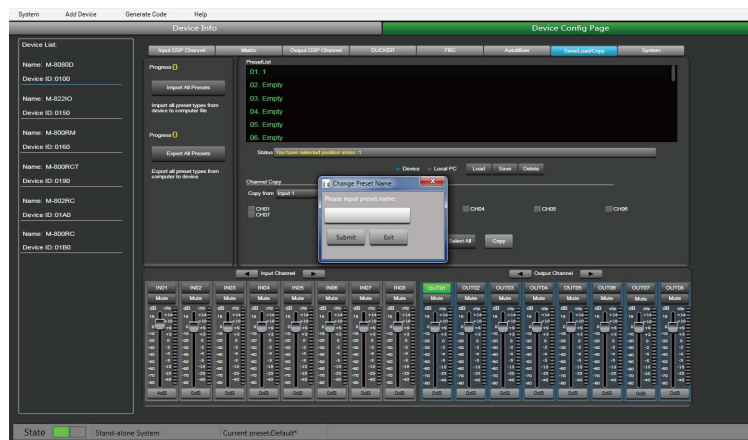 System Add Device Generate Code Help
Device Info Device Config Page
Device List:
Name: M-8080D
Device ID:0100
Name: M-822IO
Device ID:0150
Name: M-800RM
Device ID:0160
Name: M-800RCT
Device ID:0190
Name: M-802RC
Device ID:01A0
Name: M-800RC
Device ID:01B0
Input DSP Channel Matrix Output DSP Channel DUCKER FBC AutoMixer Save/Load/Copy System
Progress:()
Import All Presets
Import all preset types from
device to computer file
Progress:()
Export All Presets
Export all preset types from
computer to device
PresetList
01. 1
02. Empty
03. Empty
04. Empty
05. Empty
06. Empty
Status You have selected position index :1.
Device Local PC Load Save Delete
Channel Copy
Copy from Input 1
CH01 CH04 CH05 CH06
CH07
Select All Copy
Change Preset Name
Please input preset name:
Submit Exit
Input Channel Output Channel
IN01 IN02 IN03 IN04 IN05 IN06 IN07 IN08 OUT01 OUT02 OUT03 OUT04 OUT05 OUT06 OUT07 OUT08
Mute Mute Mute Mute Mute Mute Mute Mute Mute Mute Mute Mute Mute Mute Mute Mute
4dB 0dB 0dB 0dB 0dB 0dB 0dB 0dB 0dB 0dB 0dB 0dB 0dB 0dB 0dB 0dB
State Stand-alone System Current preset:Default*